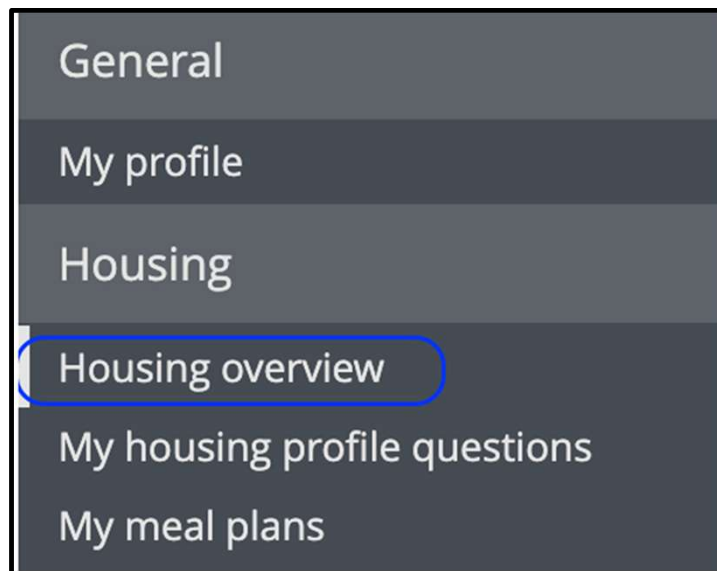 General
My profile
Housing
Housing overview
My housing profile questions
My meal plans